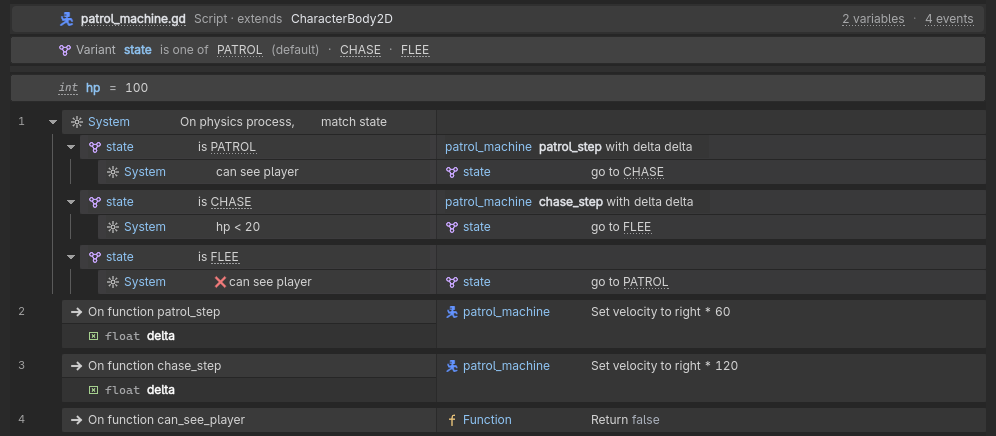 patrol_machine.gd Script · extends CharacterBody2D 2 variables · 4 events
Variant state is one of PATROL (default) · CHASE · FLEE
int hp = 100
1 System On physics process, match state
state is PATROL patrol_machine patrol_step with delta delta
System can see player state go to CHASE
state is CHASE patrol_machine chase_step with delta delta
System hp < 20 state go to FLEE
state is FLEE
System ❌ can see player state go to PATROL
2 → On function patrol_step patrol_machine Set velocity to right * 60
float delta
3 → On function chase_step patrol_machine Set velocity to right * 120
float delta
4 → On function can_see_player f Function Return false